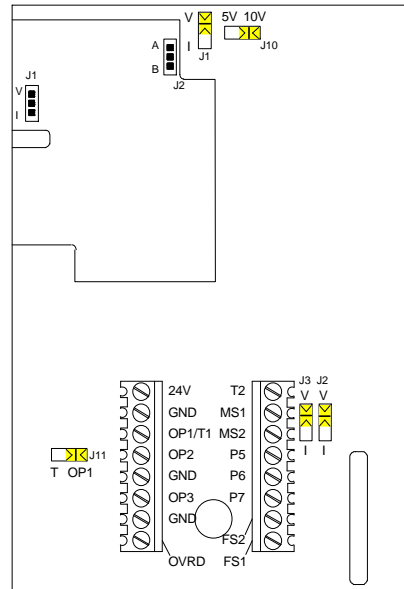 V 5V 10V
I J1 J10
A
B
J2
J1
V
I
J3 J2
V V
I I
24V T2
GND MS1
OP1/T1 MS2
OP2 P5
GND P6
OP3 P7
GND FS2
OVRD FS1
J11
T OP1